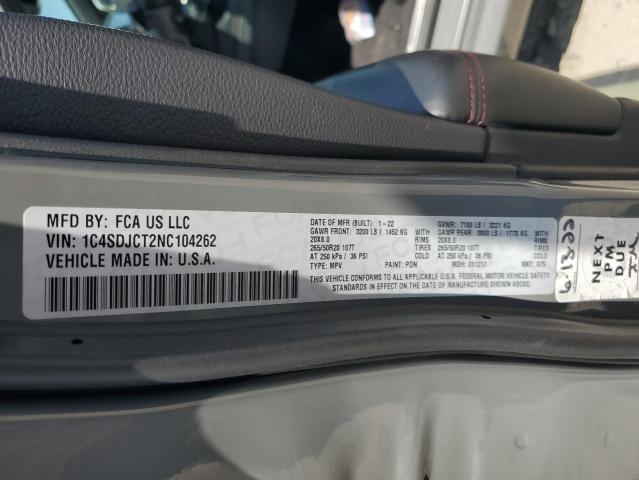 MFD BY: FCA US LLC
VIN: 1C4SDJCT2NC104262
VEHICLE MADE IN: U.S.A.
DATE OF MFR (BUILT): 1-22 GVWR: 7100 LB / 3221 KG
GAWR FRONT: 3200 LB / 1452 KG WITH GAWR REAR: 3900 LB / 1770 KG WITH
20X8.0 RIMS 20X8.0 RIMS
265/50R20 107T TIRES 265/50R20 107T TIRES
AT 250 kPa / 36 PSI COLD AT 250 kPa / 36 PSI COLD
TYPE: MPV PAINT: PDN MDH: 011217 MKT: 075
THIS VEHICLE CONFORMS TO ALL APPLICABLE U.S.A. FEDERAL MOTOR VEHICLE SAFETY
STANDARDS IN EFFECT ON THE DATE OF MANUFACTURE SHOWN ABOVE.
NEXT
PM
DUE